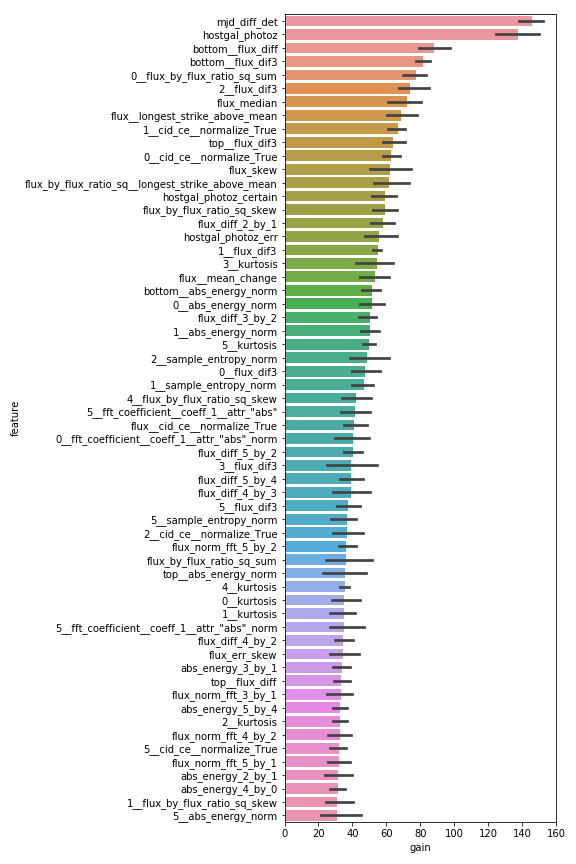 mjd_diff_det
hostgal_photoz
bottom__flux_diff
bottom__flux_dif3
0__flux_by_flux_ratio_sq_sum
2__flux_dif3
flux_median
flux__longest_strike_above_mean
1__cid_ce__normalize_True
top__flux_dif3
0__cid_ce__normalize_True
flux_skew
flux_by_flux_ratio_sq__longest_strike_above_mean
hostgal_photoz_certain
flux_by_flux_ratio_sq_skew
flux_diff_2_by_1
hostgal_photoz_err
1__flux_dif3
3__kurtosis
flux__mean_change
bottom__abs_energy_norm
0__abs_energy_norm
flux_diff_3_by_2
1__abs_energy_norm
5__kurtosis
2__sample_entropy_norm
0__flux_dif3
1__sample_entropy_norm
4__flux_by_flux_ratio_sq_skew
5__fft_coefficient__coeff_1__attr_"abs"
flux__cid_ce__normalize_True
0__fft_coefficient__coeff_1__attr_"abs"_norm
flux_diff_5_by_2
3__flux_dif3
flux_diff_5_by_4
flux_diff_4_by_3
5__flux_dif3
5__sample_entropy_norm
2__cid_ce__normalize_True
flux_norm_fft_5_by_2
flux_by_flux_ratio_sq_sum
top__abs_energy_norm
4__kurtosis
0__kurtosis
1__kurtosis
5__fft_coefficient__coeff_1__attr_"abs"_norm
flux_diff_4_by_2
flux_err_skew
abs_energy_3_by_1
top__flux_diff
flux_norm_fft_3_by_1
abs_energy_5_by_4
2__kurtosis
flux_norm_fft_4_by_2
5__cid_ce__normalize_True
flux_norm_fft_5_by_1
abs_energy_2_by_1
abs_energy_4_by_0
1__flux_by_flux_ratio_sq_skew
5__abs_energy_norm
feature
0 20 40 60 80 100 120 140 160
gain